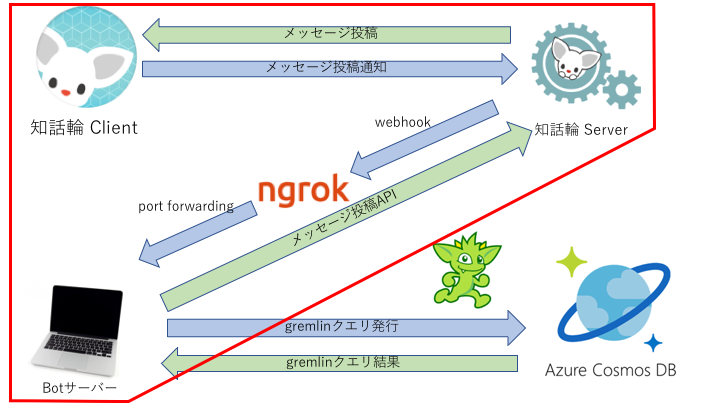 メッセージ投稿
メッセージ投稿通知
知話輪 Client
知話輪 Server
webhook
ngrok
port forwarding
メッセージ投稿API
gremlinクエリ発行
gremlinクエリ結果
Botサーバー
Azure Cosmos DB